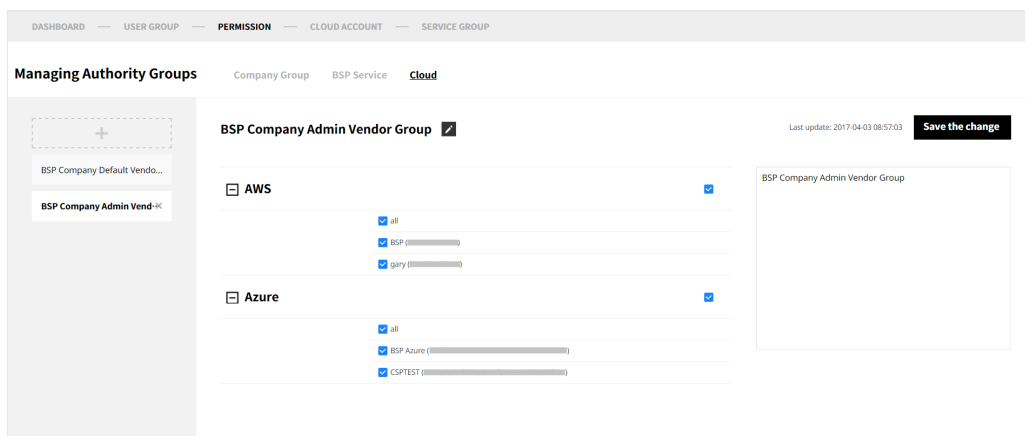 DASHBOARD — USER GROUP — PERMISSION — CLOUD ACCOUNT — SERVICE GROUP
Managing Authority Groups Company Group BSP Service Cloud
+
BSP Company Default Vendo...
BSP Company Admin Vend...
BSP Company Admin Vendor Group
Last update: 2017-04-03 08:57:03 Save the change
AWS
all
BSP ( )
gary ( )
Azure
all
BSP Azure ( )
CSPTEST ( )
BSP Company Admin Vendor Group